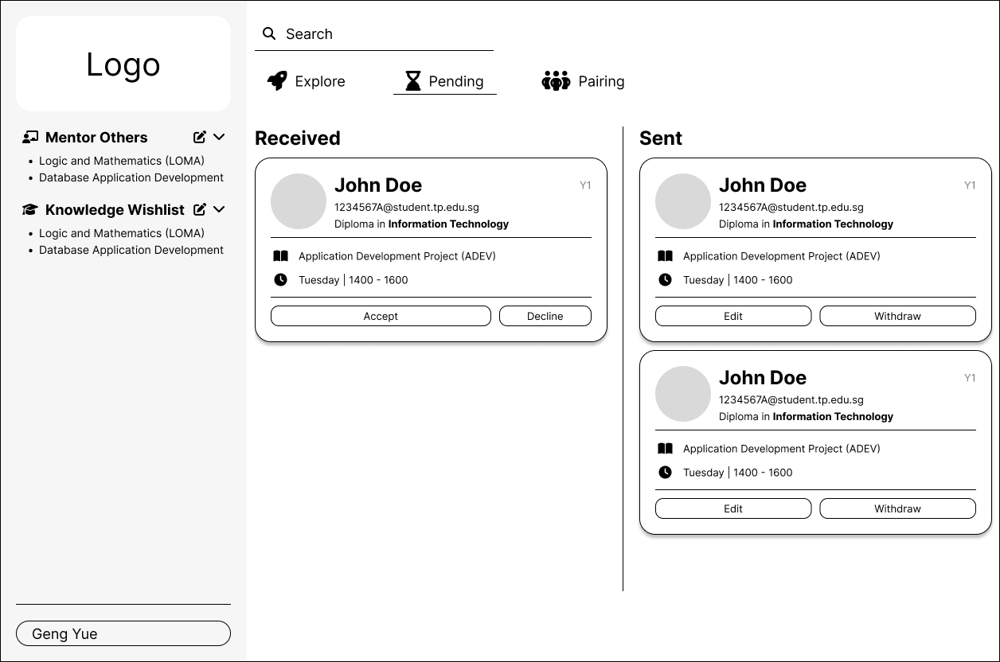 Logo
Mentor Others
• Logic and Mathematics (LOMA)
• Database Application Development
Knowledge Wishlist
• Logic and Mathematics (LOMA)
• Database Application Development
Geng Yue
Search
Explore
Pending
Pairing
Received
John Doe
Y1
1234567A@student.tp.edu.sg
Diploma in Information Technology
Application Development Project (ADEV)
Tuesday | 1400 - 1600
Accept
Decline
Sent
John Doe
Y1
1234567A@student.tp.edu.sg
Diploma in Information Technology
Application Development Project (ADEV)
Tuesday | 1400 - 1600
Edit
Withdraw
John Doe
Y1
1234567A@student.tp.edu.sg
Diploma in Information Technology
Application Development Project (ADEV)
Tuesday | 1400 - 1600
Edit
Withdraw